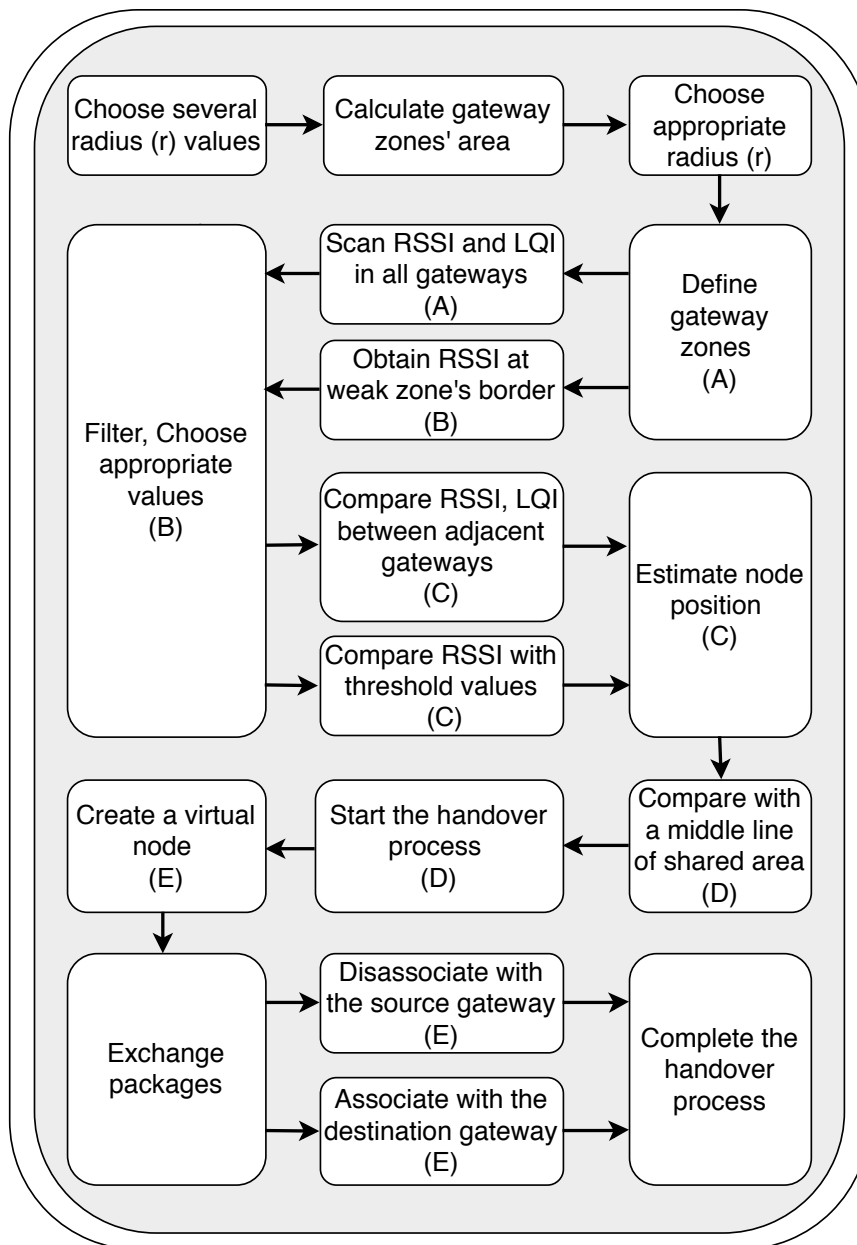 Choose several
radius (r) values
Calculate gateway
zones' area
Choose
appropriate
radius (r)
Define
gateway
zones
(A)
Scan RSSI and LQI
in all gateways
(A)
Obtain RSSI at
weak zone's border
(B)
Filter, Choose
appropriate
values
(B)
Compare RSSI, LQI
between adjacent
gateways
(C)
Compare RSSI with
threshold values
(C)
Estimate node
position
(C)
Compare with
a middle line
of shared area
(D)
Start the handover
process
(D)
Create a virtual
node
(E)
Exchange
packages
Disassociate with
the source gateway
(E)
Associate with the
destination gateway
(E)
Complete the
handover
process